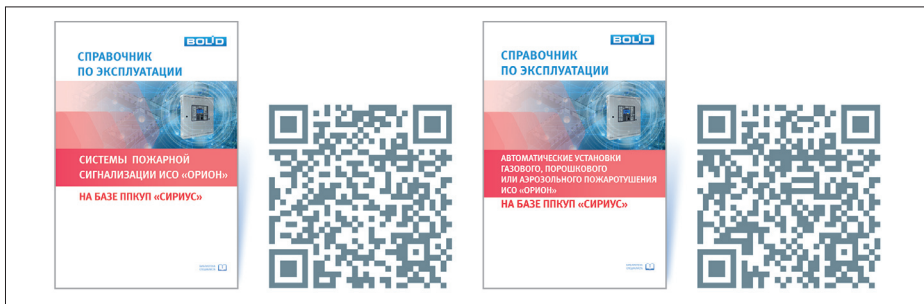 BOLID
СПРАВОЧНИК
ПО ЭКСПЛУАТАЦИИ
СИСТЕМЫ ПОЖАРНОЙ
СИГНАЛИЗАЦИИ ИСО «ОРИОН»
НА БАЗЕ ППКУП «СИРИУС»
BOLID
СПРАВОЧНИК
ПО ЭКСПЛУАТАЦИИ
АВТОМАТИЧЕСКИЕ УСТАНОВКИ
ГАЗОВОГО, ПОРОШКОВОГО
ИЛИ АЭРОЗОЛЬНОГО ПОЖАРОТУШЕНИЯ
ИСО «ОРИОН»
НА БАЗЕ ППКУП «СИРИУС»